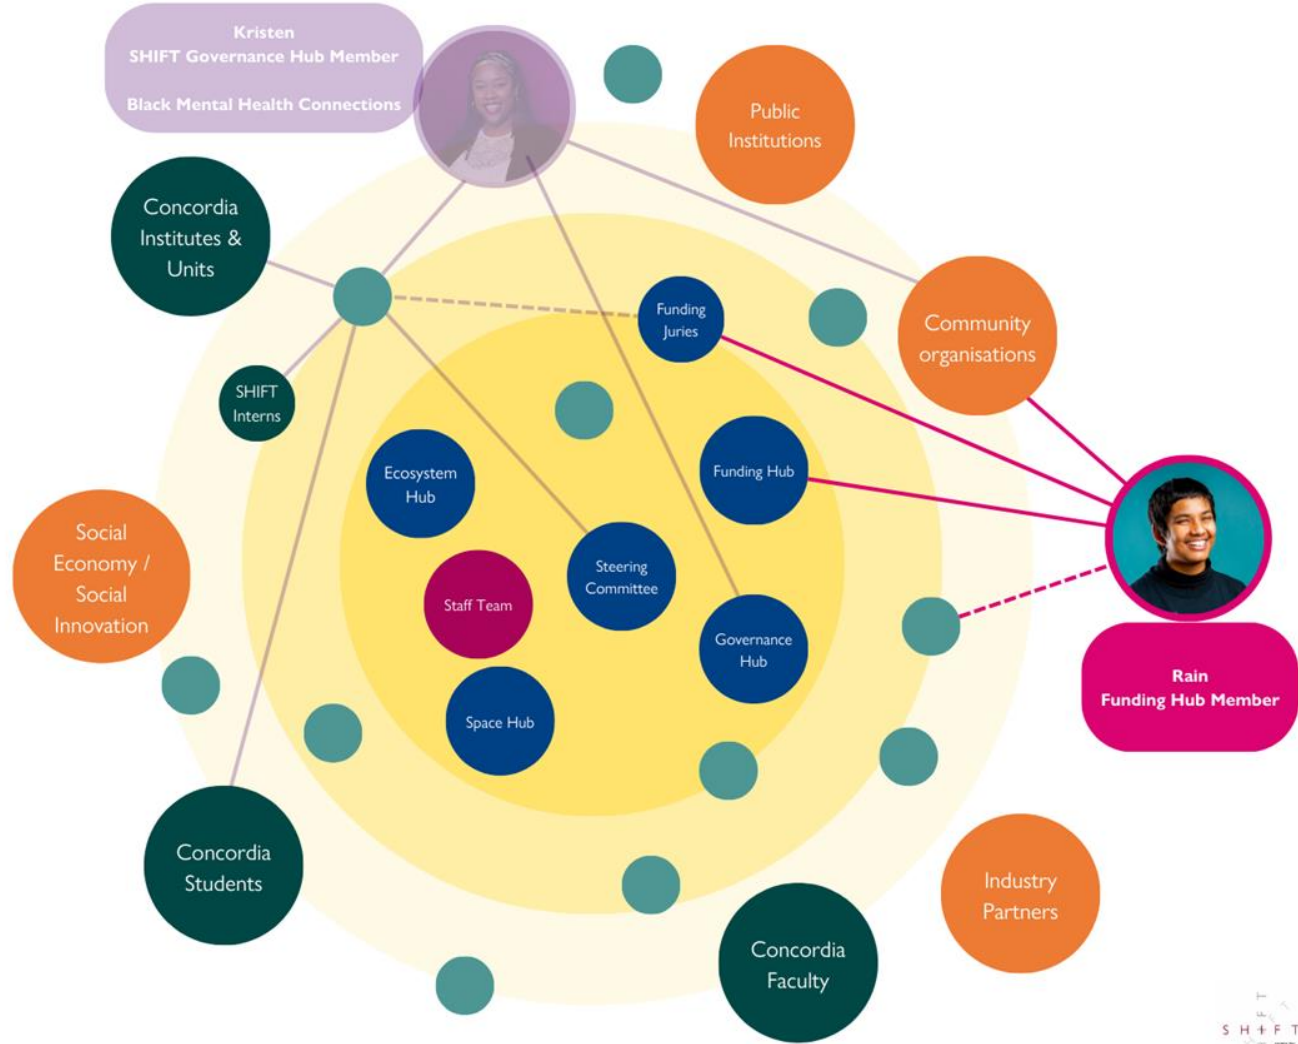 Kristen
SHIFT Governance Hub Member
Black Mental Health Connections
Public
Institutions
Concordia
Institutes &
Units
Funding
Juries
Community
organisations
SHIFT
Interns
Ecosystem
Hub
Funding Hub
Social
Economy /
Social
Innovation
Steering
Committee
Staff Team
Governance
Hub
Rain
Funding Hub Member
Space Hub
Concordia
Students
Industry
Partners
Concordia
Faculty
SHIFT